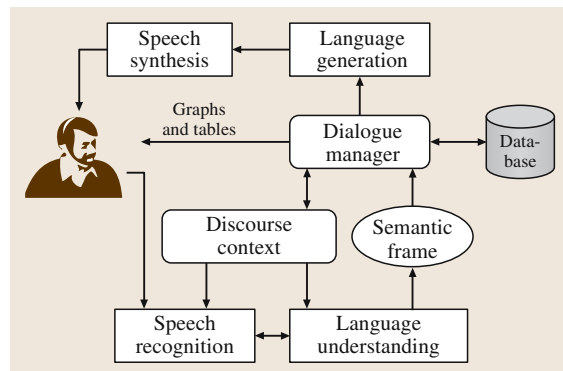 Speech
synthesis
Language
generation
Graphs
and tables
Dialogue
manager
Data-
base
Discourse
context
Semantic
frame
Speech
recognition
Language
understanding